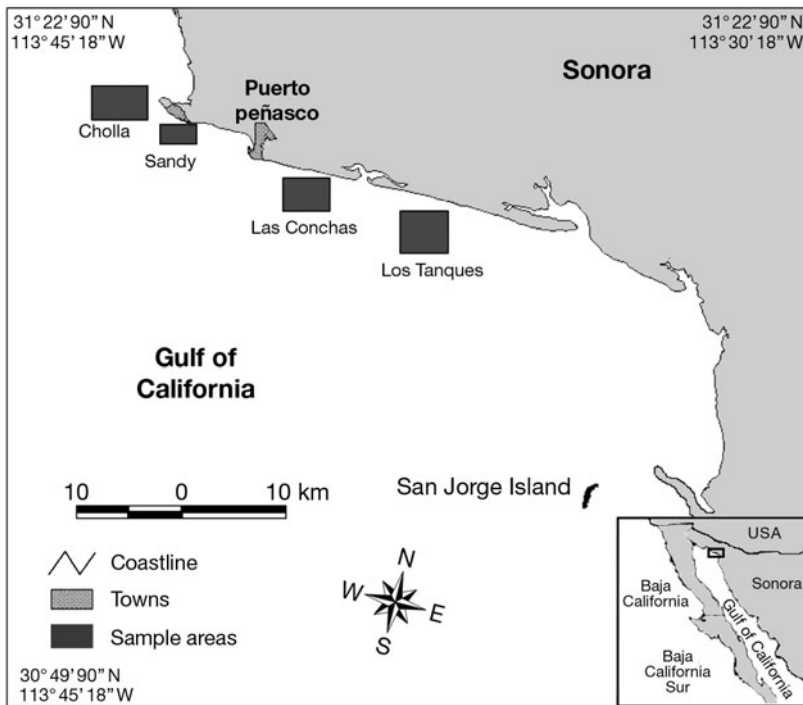 31° 22' 90" N
113° 45' 18" W
31° 22' 90" N
113° 30' 18" W
Sonora
Puerto
peñasco
Cholla
Sandy
Las Conchas
Los Tanques
Gulf of
California
San Jorge Island
10 0 10 km
Coastline
Towns
Sample areas
N
W
E
S
30° 49' 90" N
113° 45' 18" W
USA
Baja
California
Sonora
Gulf of California
Baja
California
Sur